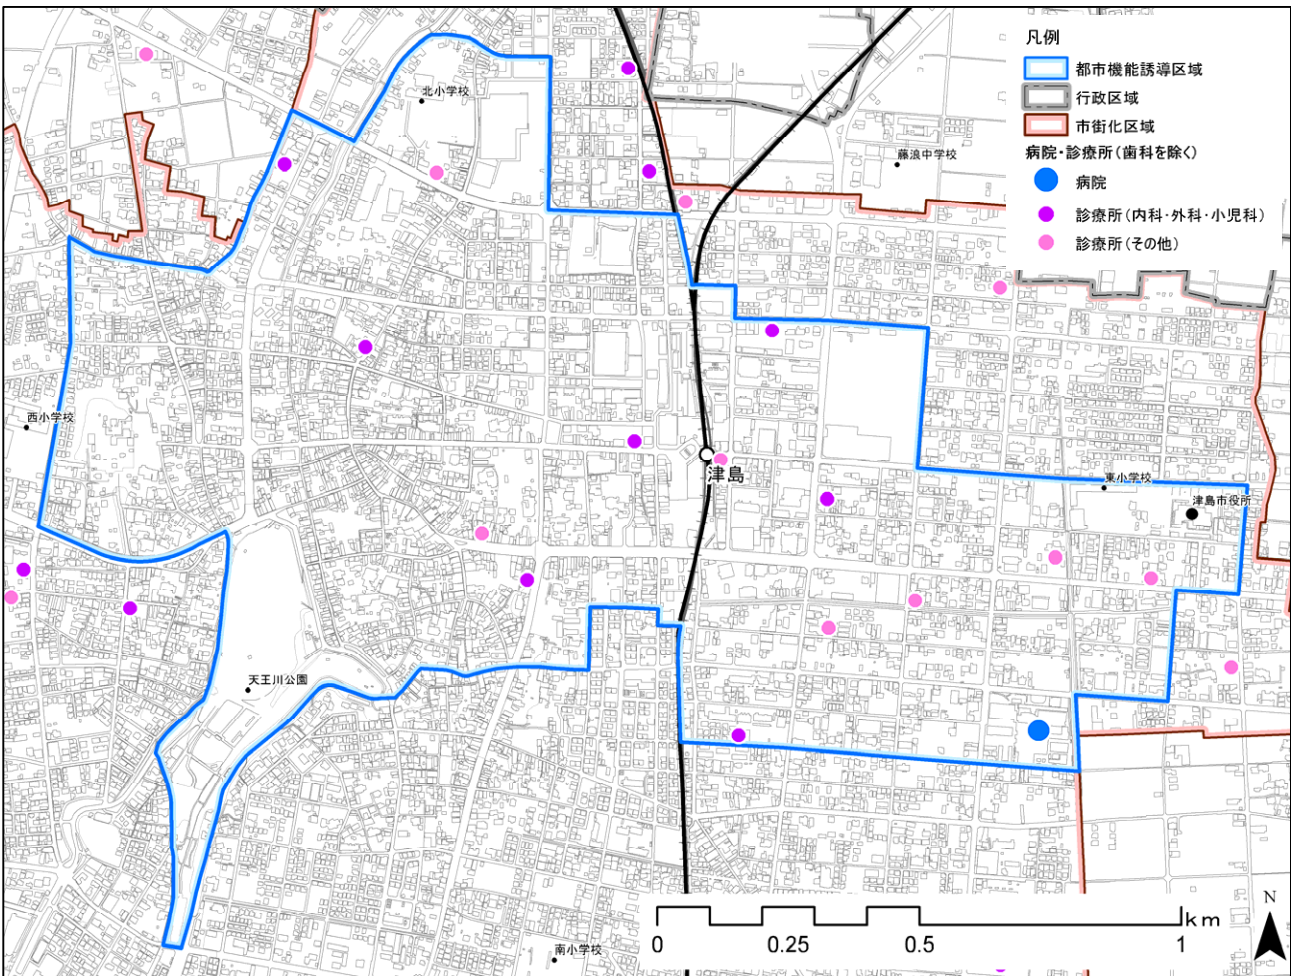 凡例
都市機能誘導区域
行政区域
市街化区域
病院・診療所（歯科を除く）
病院
診療所（内科・外科・小児科）
診療所（その他）
北小学校
藤浪中学校
西小学校
津島
東小学校
津島市役所
天王川公園
南小学校
N
km
0 0.25 0.5 1